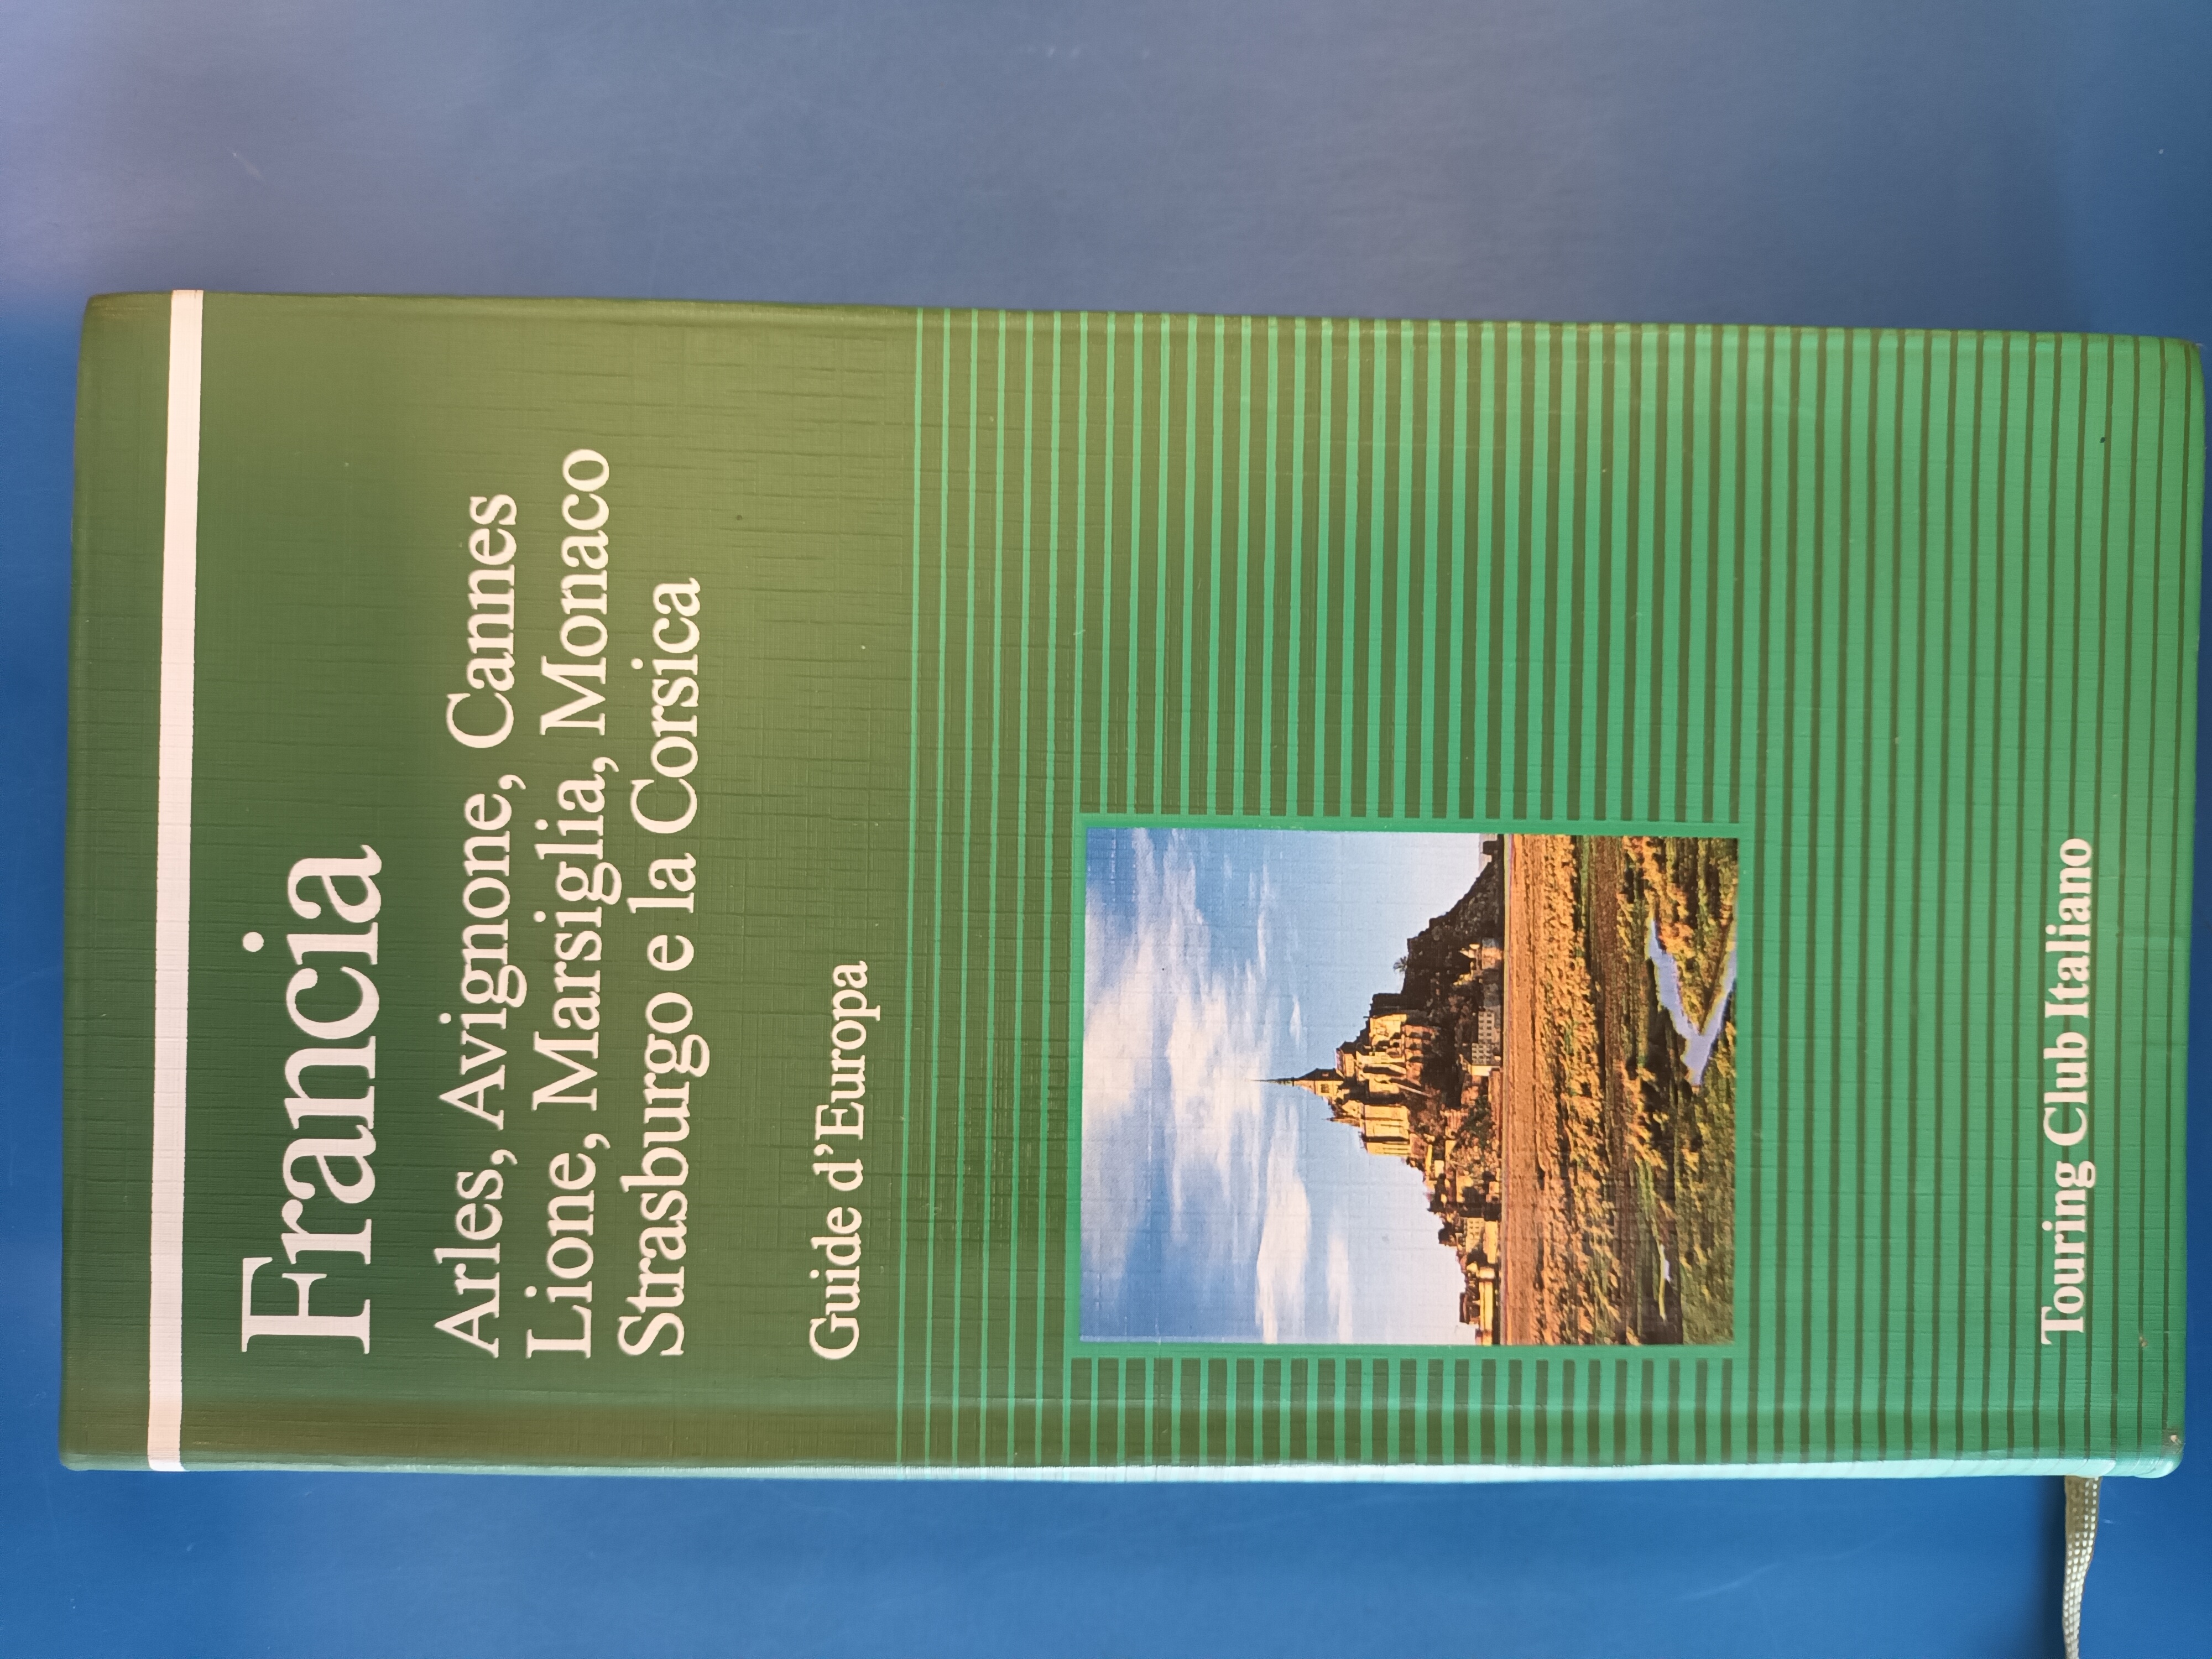 Francia
Arles, Avignone, Cannes
Lione, Marsiglia, Monaco
Strasburgo e la Corsica
Guide d'Europa
Touring Club Italiano